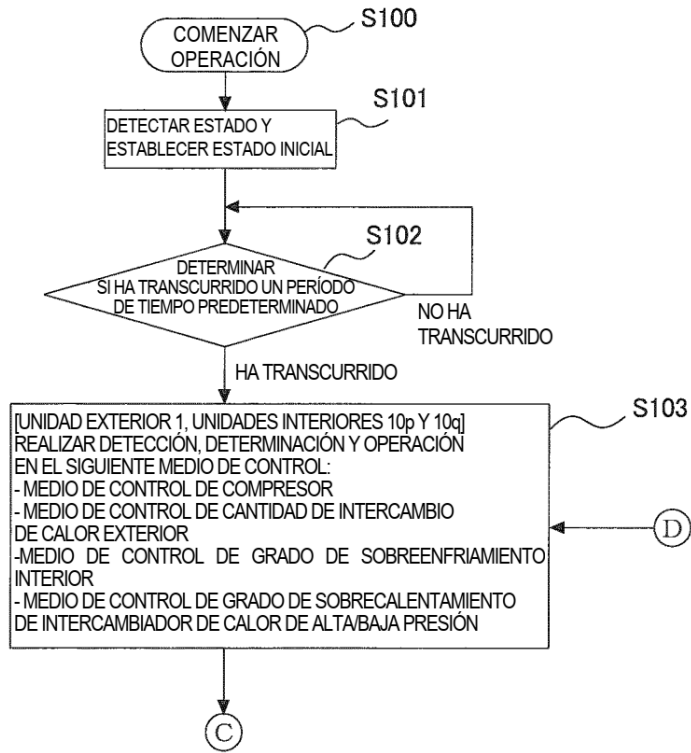 S100
COMENZAR
OPERACIÓN
S101
DETECTAR ESTADO Y
ESTABLECER ESTADO INICIAL
S102
DETERMINAR
SI HA TRANSCURRIDO UN PERÍODO
DE TIEMPO PREDETERMINADO
NO HA
TRANSCURRIDO
HA TRANSCURRIDO
S103
[UNIDAD EXTERIOR 1, UNIDADES INTERIORES 10p Y 10q]
REALIZAR DETECCIÓN, DETERMINACIÓN Y OPERACIÓN
EN EL SIGUIENTE MEDIO DE CONTROL:
- MEDIO DE CONTROL DE COMPRESOR
- MEDIO DE CONTROL DE CANTIDAD DE INTERCAMBIO
DE CALOR EXTERIOR
-MEDIO DE CONTROL DE GRADO DE SOBREENFRIAMIENTO
INTERIOR
- MEDIO DE CONTROL DE GRADO DE SOBRECALENTAMIENTO
DE INTERCAMBIADOR DE CALOR DE ALTA/BAJA PRESIÓN
D
C